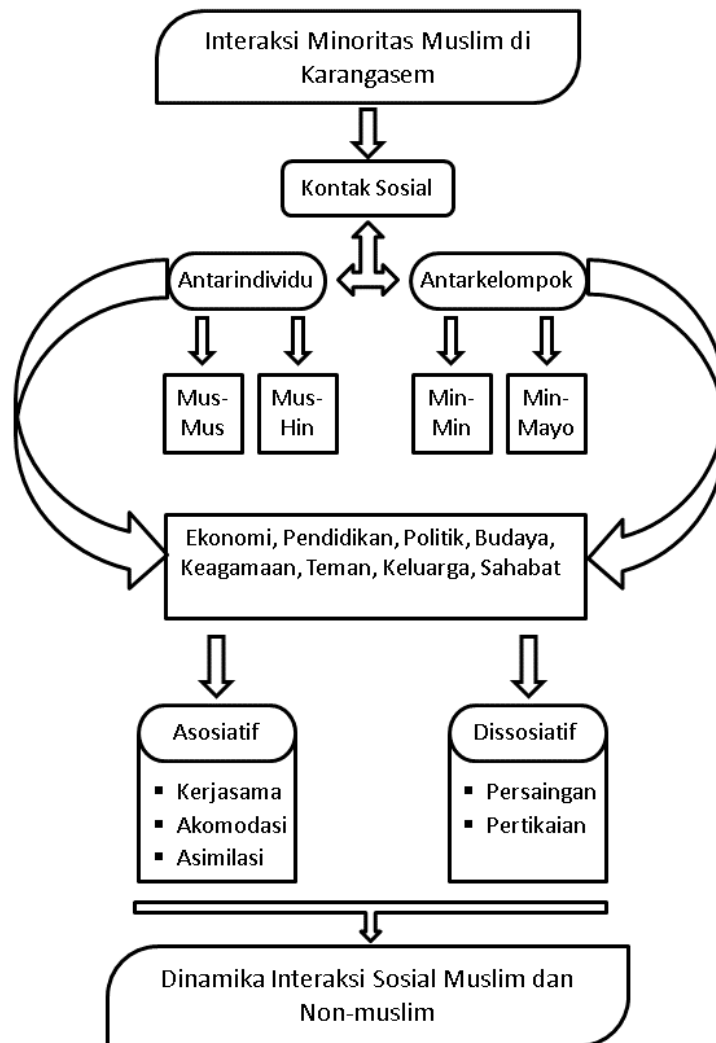 Interaksi Minoritas Muslim di
Karangasem
Kontak Sosial
Antarindividu
Antarkelompok
Mus-
Mus
Mus-
Hin
Min-
Min
Min-
Mayo
Ekonomi, Pendidikan, Politik, Budaya,
Keagamaan, Teman, Keluarga, Sahabat
Asosiatif
▪ Kerjasama
▪ Akomodasi
▪ Asimilasi
Dissosiatif
▪ Persaingan
▪ Pertikaian
Dinamika Interaksi Sosial Muslim dan
Non-muslim